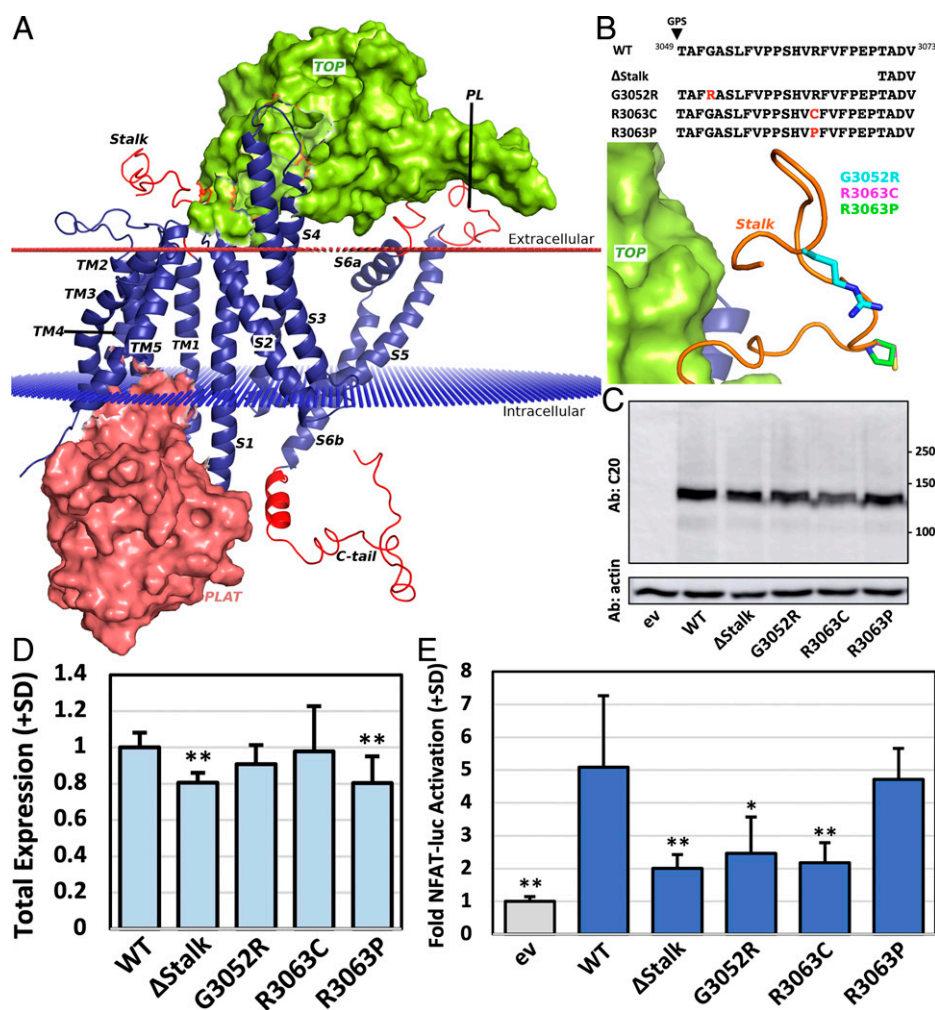 A
TOP
PL
Stalk
S4
Extracellular
TM2
S6a
TM3
S3
TM4
TM1
S2
S5
TM5
Intracellular
S1
S6b
C-tail
PLAT
B
GPS
WT 3049 TAFGASLFVPPSHVRFVFPEPTADV 3073
ΔStalk TADV
G3052R TAFRASLFVPPSHVRFVFPEPTADV
R3063C TAFGASLFVPPSHVCFVFPEPTADV
R3063P TAFGASLFVPPSHVPFVFPEPTADV
G3052R
R3063C
R3063P
Stalk
TOP
C
Ab: C20
250
150
100
Ab: actin
ev WT ΔStalk G3052R R3063C R3063P
D
Total Expression (+SD)
1.4
1.2
1
0.8
0.6
0.4
0.2
0
** **
WT ΔStalk G3052R R3063C R3063P
E
Fold NFAT-luc Activation (+SD)
8
7
6
5
4
3
2
1
0
** ** * **
ev WT ΔStalk G3052R R3063C R3063P